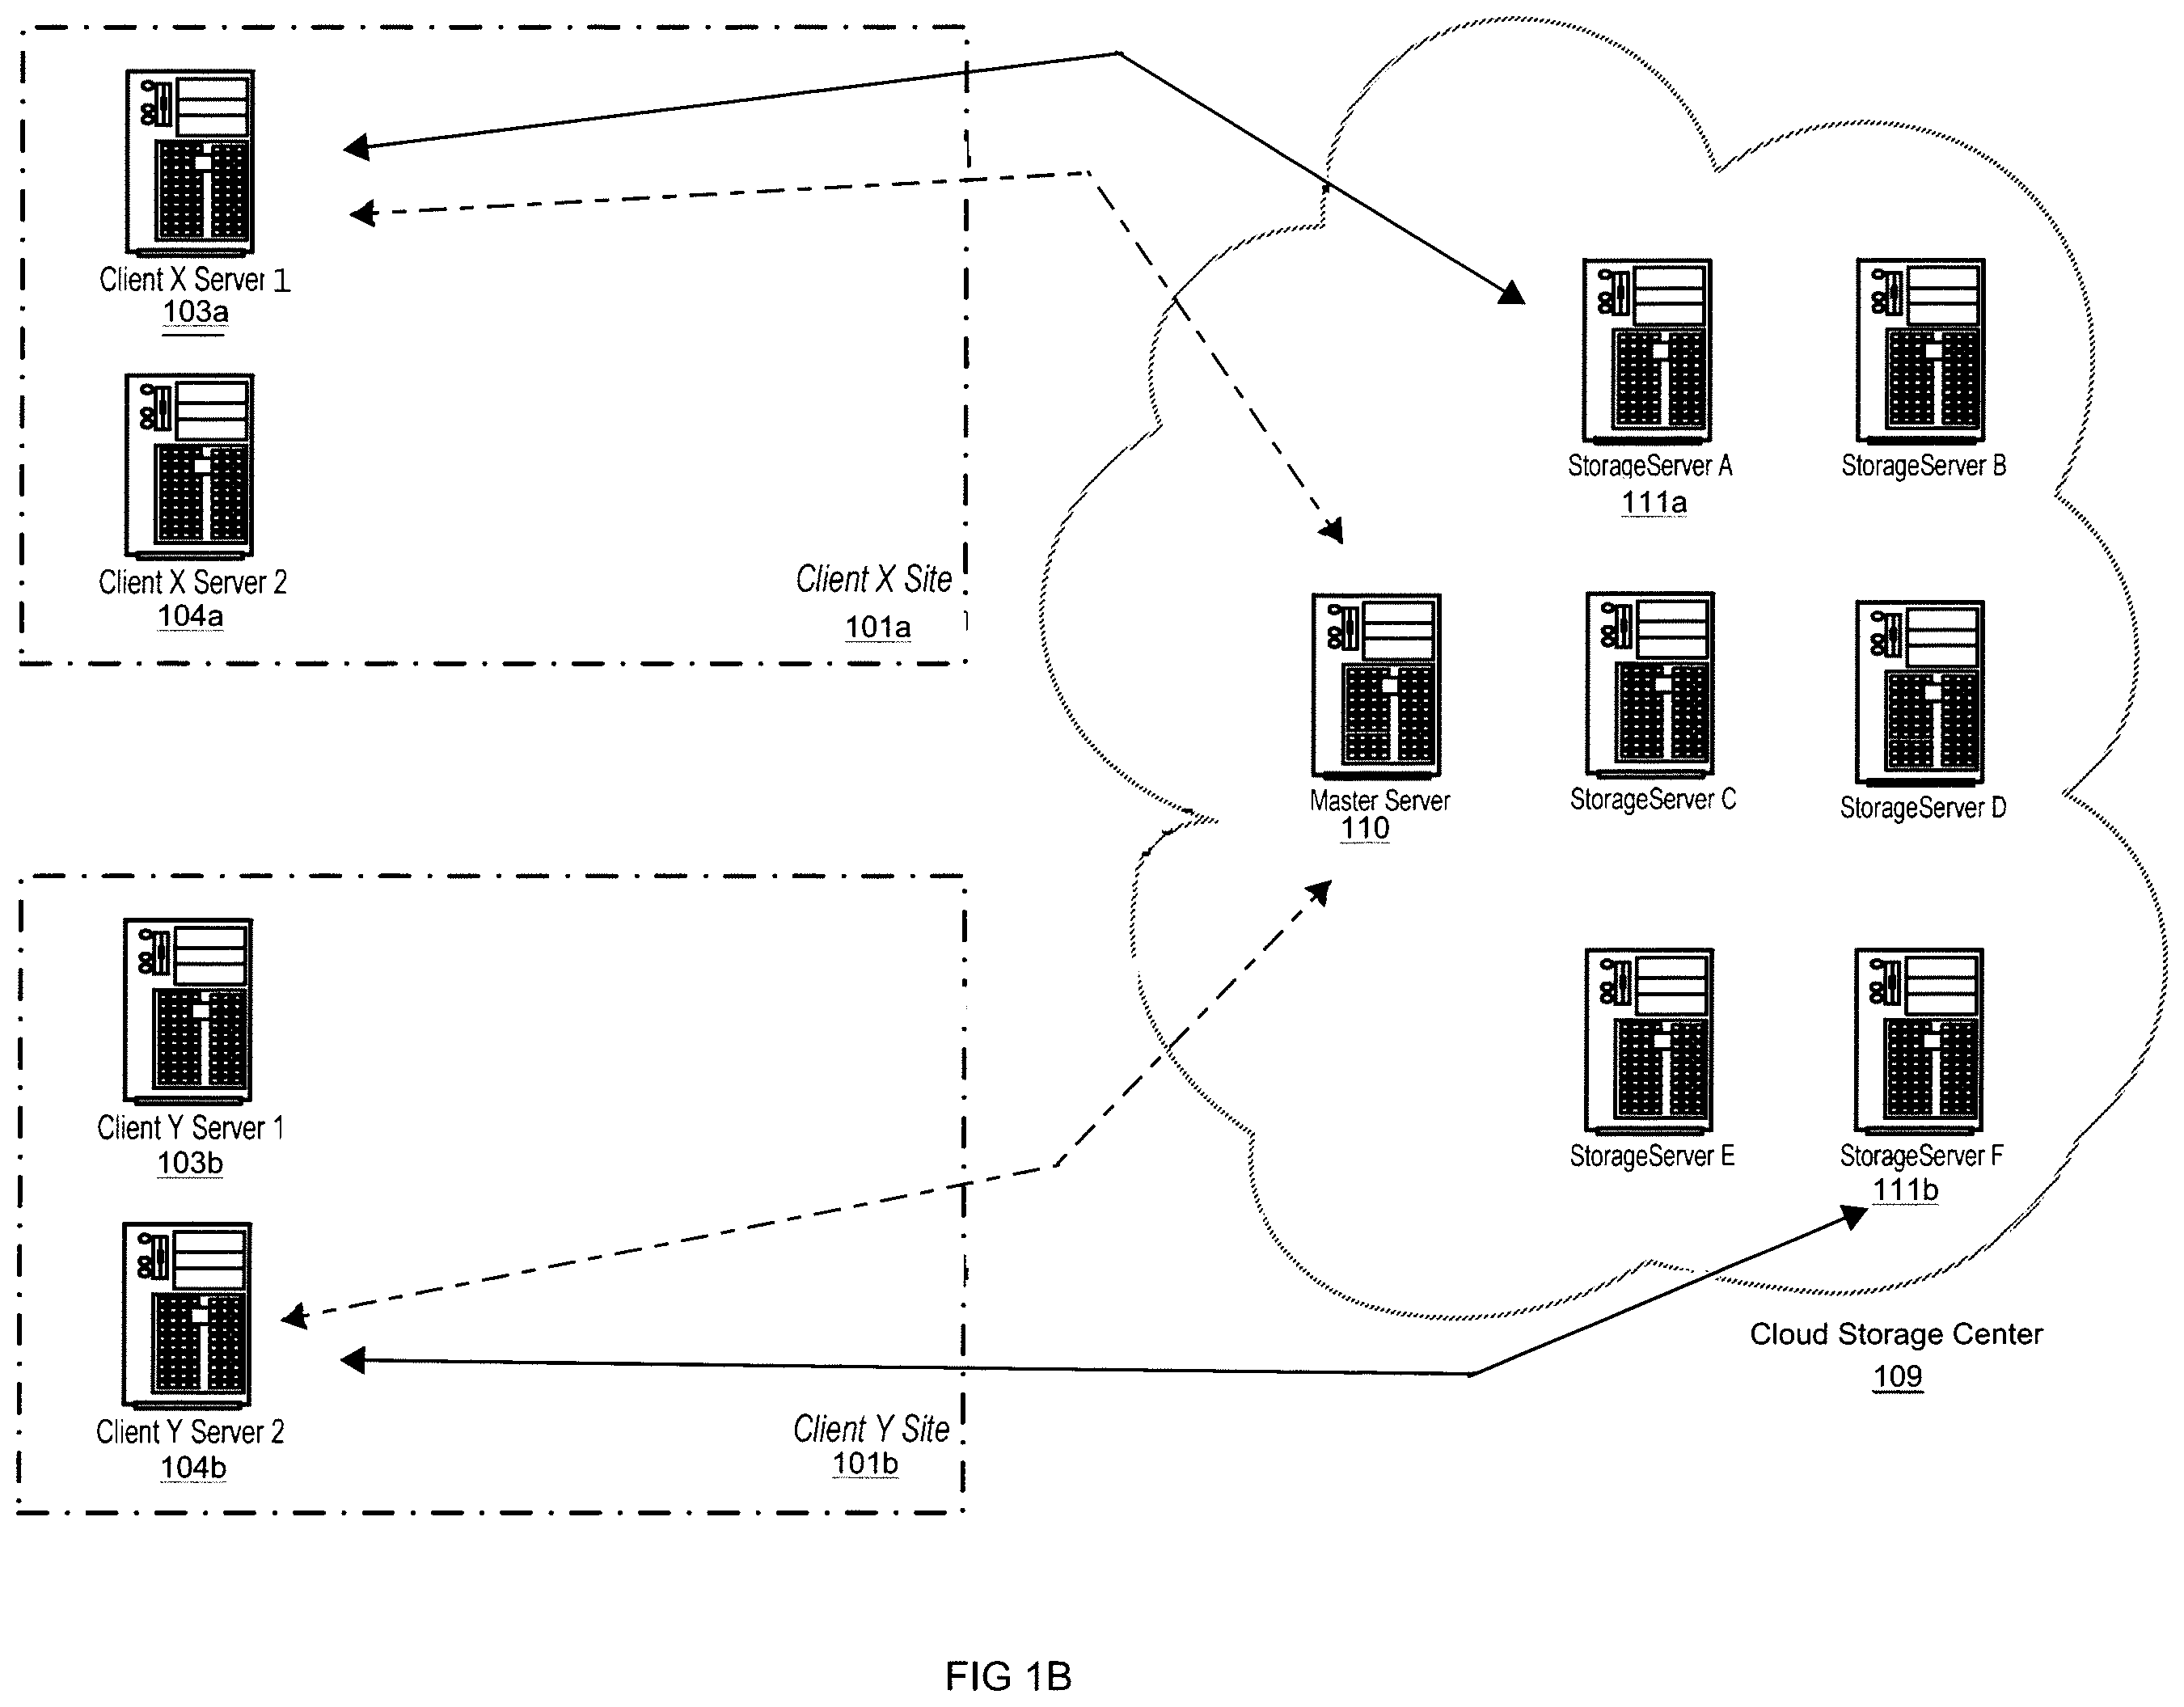 Client X Server 1
103a
Client X Server 2
104a
Client X Site
101a
StorageServer A
111a
StorageServer B
Master Server
110
StorageServer C
StorageServer D
StorageServer E
StorageServer F
111b
Cloud Storage Center
109
Client Y Server 1
103b
Client Y Server 2
104b
Client Y Site
101b
FIG 1B